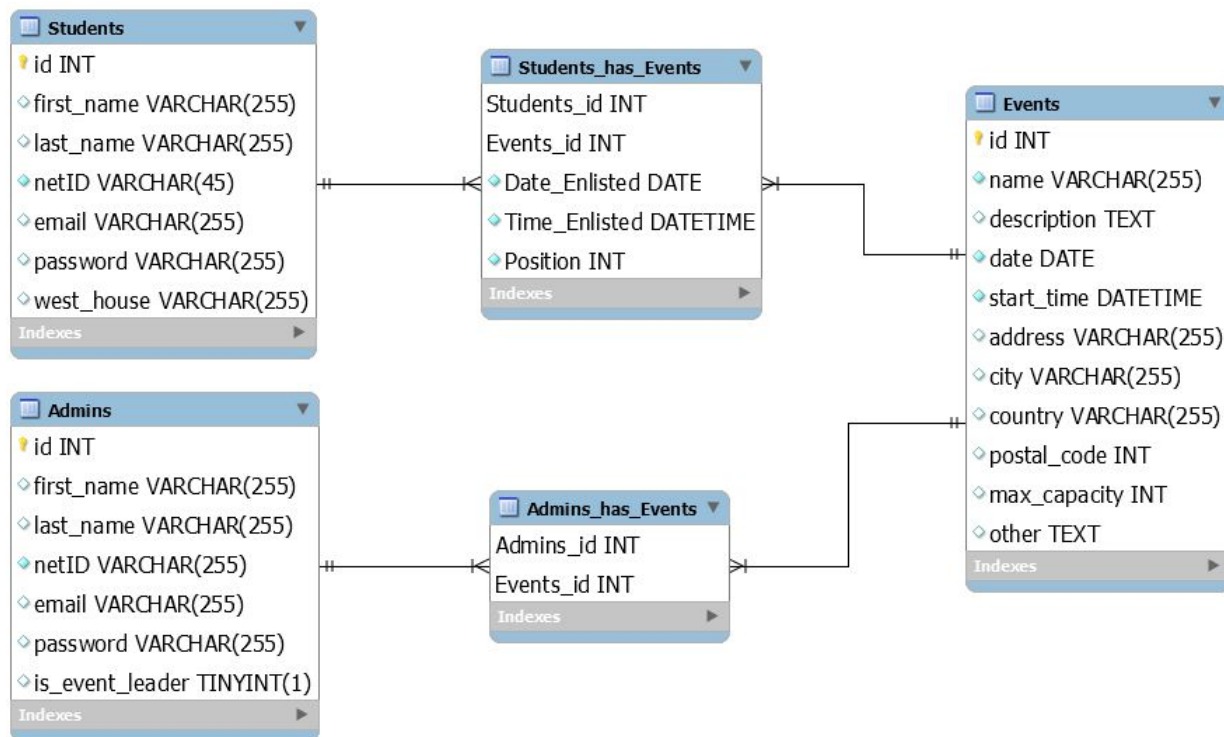 Students
id INT
first_name VARCHAR(255)
last_name VARCHAR(255)
netID VARCHAR(45)
email VARCHAR(255)
password VARCHAR(255)
west_house VARCHAR(255)
Indexes
Students_has_Events
Students_id INT
Events_id INT
Date_Enlisted DATE
Time_Enlisted DATETIME
Position INT
Indexes
Events
id INT
name VARCHAR(255)
description TEXT
date DATE
start_time DATETIME
address VARCHAR(255)
city VARCHAR(255)
country VARCHAR(255)
postal_code INT
max_capacity INT
other TEXT
Indexes
Admins
id INT
first_name VARCHAR(255)
last_name VARCHAR(255)
netID VARCHAR(255)
email VARCHAR(255)
password VARCHAR(255)
is_event_leader TINYINT(1)
Indexes
Admins_has_Events
Admins_id INT
Events_id INT
Indexes